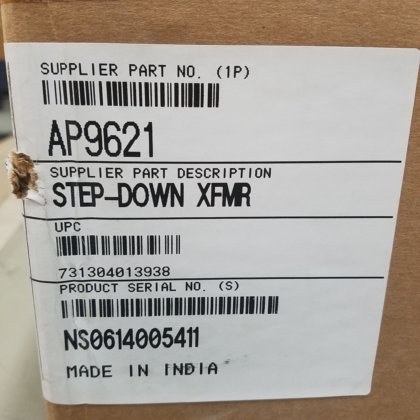 SUPPLIER PART NO. (1P)
AP9621
SUPPLIER PART DESCRIPTION
STEP-DOWN XFMR
UPC
731304013938
PRODUCT SERIAL NO. (S)
NS0614005411
MADE IN INDIA